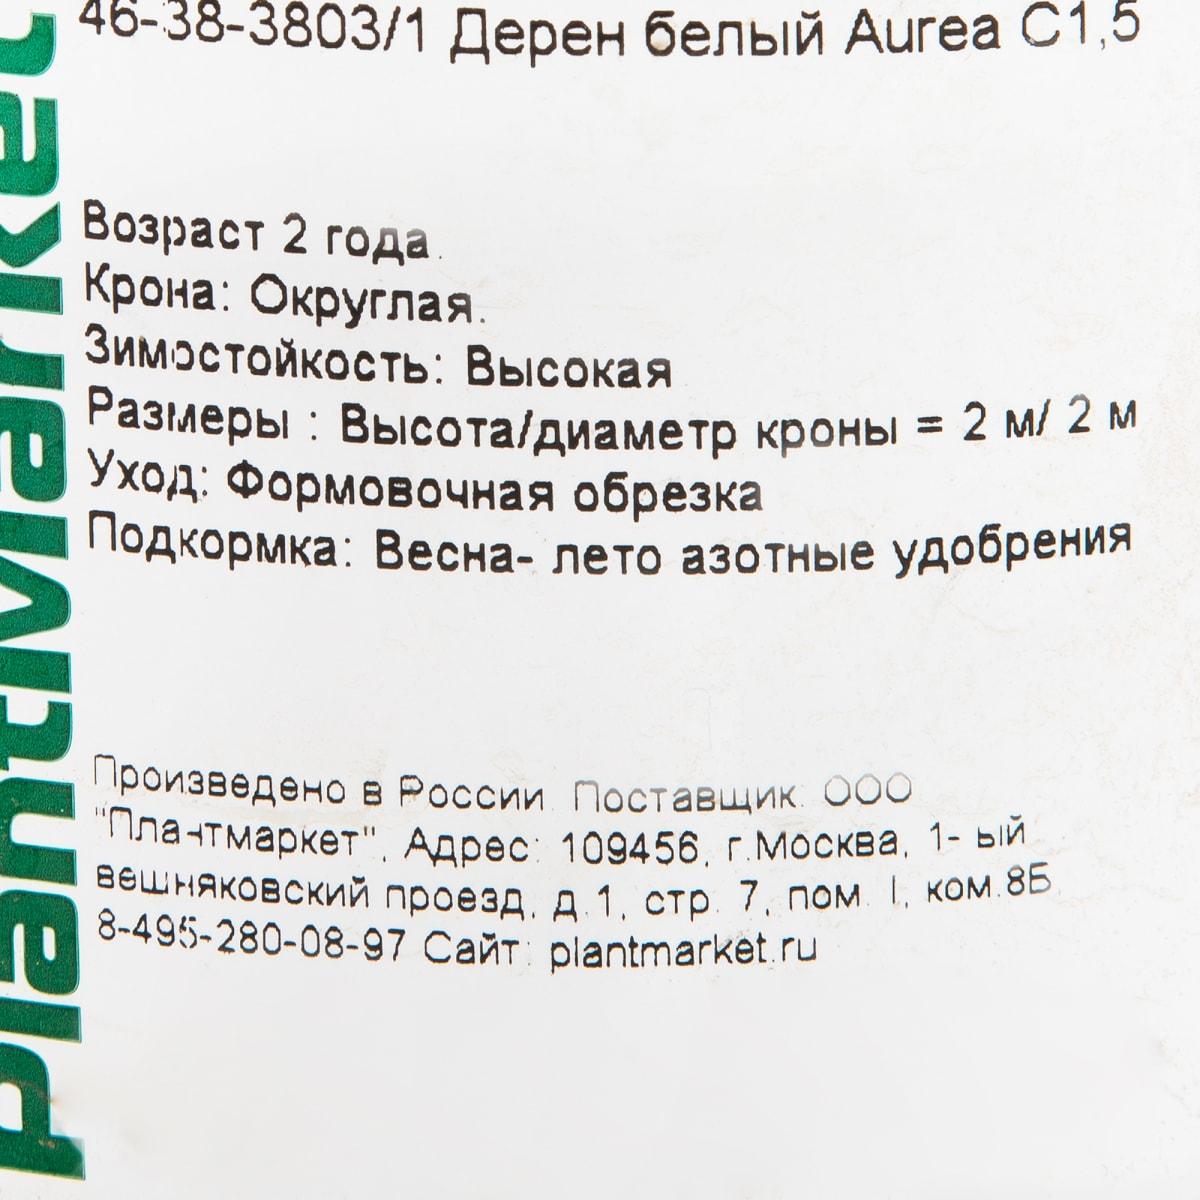 46-38-3803/1 Дерен белый Aurea C1,5
Возраст 2 года.
Крона: Округлая.
Зимостойкость: Высокая
Размеры : Высота/диаметр кроны = 2 м/ 2 м
Уход: Формовочная обрезка
Подкормка: Весна- лето азотные удобрения
Произведено в России. Поставщик: ООО
"Плантмаркет", Адрес: 109456, г.Москва, 1- ый
вешняковский проезд, д.1, стр. 7, пом. I, ком.8Б,
8-495-280-08-97 Сайт: plantmarket.ru
PlantMarket